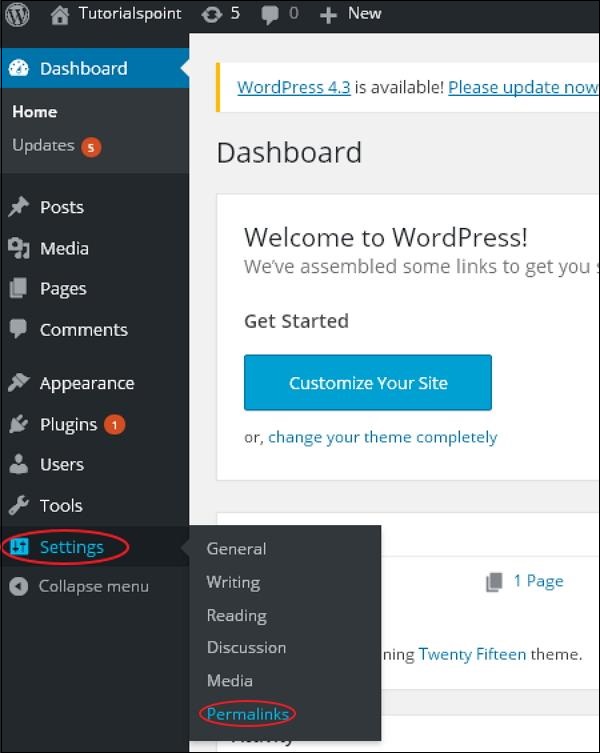 Tutorialspoint 5 0 New
Dashboard
Home
Updates 5
Posts
Media
Pages
Comments
Appearance
Plugins 1
Users
Tools
Settings
Collapse menu
General
Writing
Reading
Discussion
Media
Permalinks
WordPress 4.3 is available! Please update now
Dashboard
Welcome to WordPress!
We've assembled some links to get you s
Get Started
Customize Your Site
or, change your theme completely
1 Page
ning Twenty Fifteen theme.